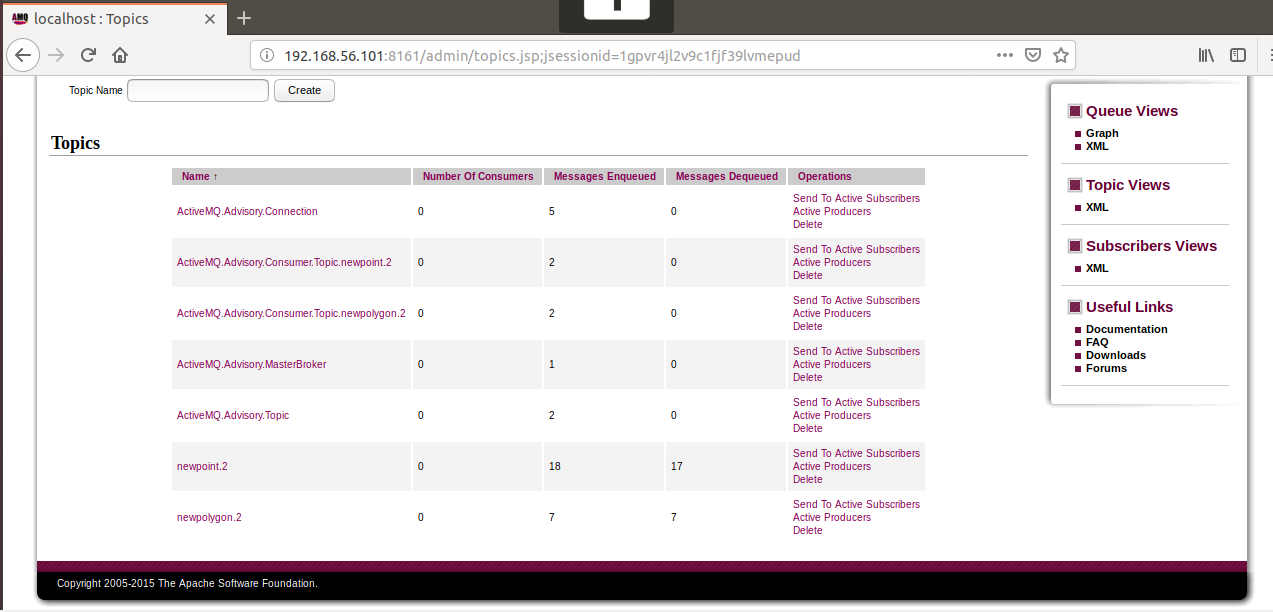 AMQ localhost : Topics
192.168.56.101:8161/admin/topics.jsp;jsessionid=1gpvr4jl2v9c1fjf39lvmepud
Topic Name Create
Topics
Name ↑ Number Of Consumers Messages Enqueued Messages Dequeued Operations
ActiveMQ.Advisory.Connection 0 5 0 Send To Active Subscribers
Active Producers
Delete
ActiveMQ.Advisory.Consumer.Topic.newpoint.2 0 2 0 Send To Active Subscribers
Active Producers
Delete
ActiveMQ.Advisory.Consumer.Topic.newpolygon.2 0 2 0 Send To Active Subscribers
Active Producers
Delete
ActiveMQ.Advisory.MasterBroker 0 1 0 Send To Active Subscribers
Active Producers
Delete
ActiveMQ.Advisory.Topic 0 2 0 Send To Active Subscribers
Active Producers
Delete
newpoint.2 0 18 17 Send To Active Subscribers
Active Producers
Delete
newpolygon.2 0 7 7 Send To Active Subscribers
Active Producers
Delete
Queue Views
Graph
XML
Topic Views
XML
Subscribers Views
XML
Useful Links
Documentation
FAQ
Downloads
Forums
Copyright 2005-2015 The Apache Software Foundation.